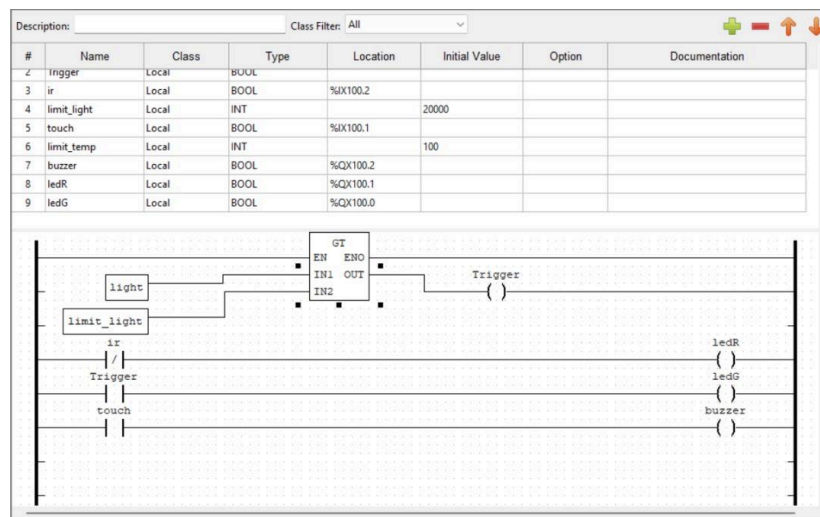 Description: Class Filter: All
# Name Class Type Location Initial Value Option Documentation
2 Trigger Local BOOL
3 ir Local BOOL %IX100.2
4 limit_light Local INT 20000
5 touch Local BOOL %IX100.1
6 limit_temp Local INT 100
7 buzzer Local BOOL %QX100.2
8 ledR Local BOOL %QX100.1
9 ledG Local BOOL %QX100.0
GT
EN ENO
IN1 OUT
IN2
Trigger
light
limit_light
ir
ledR
Trigger
ledG
touch
buzzer